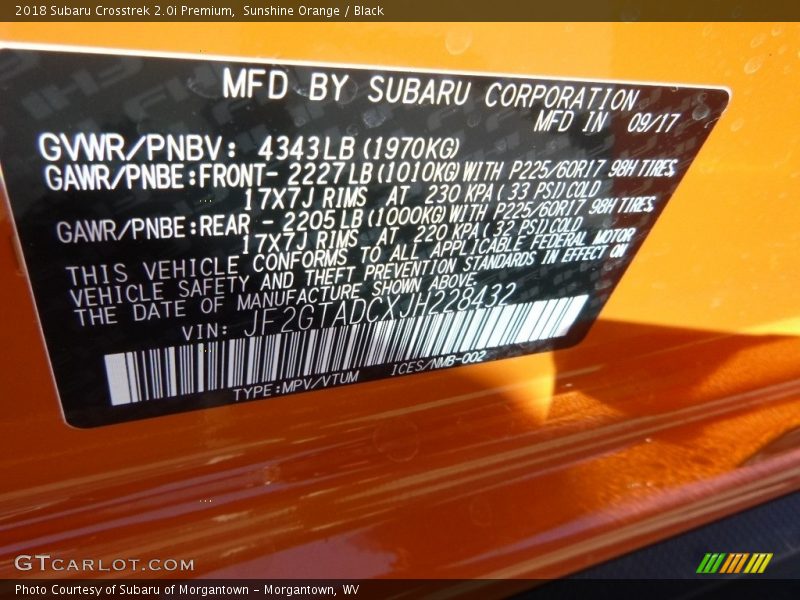 2018 Subaru Crosstrek 2.0i Premium,  Sunshine Orange / Black
MFD BY SUBARU CORPORATION
MFD IN 09/17
GVWR/PNBV: 4343LB (1970KG)
GAWR/PNBE:FRONT- 2227LB (1010KG) WITH P225/60R17 98H TIRES
17X7J RIMS AT 230 KPA ( 33 PSI) COLD
GAWR/PNBE:REAR - 2205LB (1000KG) WITH P225/60R17 98H TIRES.
17X7J RIMS AT 220 KPA ( 32 PSI) COLD
THIS VEHICLE CONFORMS TO ALL APPLICABLE FEDERAL MOTOR
VEHICLE SAFETY AND THEFT PREVENTION STANDARDS IN EFFECT ON
THE DATE OF MANUFACTURE SHOWN ABOVE.
VIN: JF2GTADCXJH228432
TYPE:MPV/VTUM ICES/NMB-002
GTCARLOT.COM
Photo Courtesy of Subaru of Morgantown - Morgantown, WV